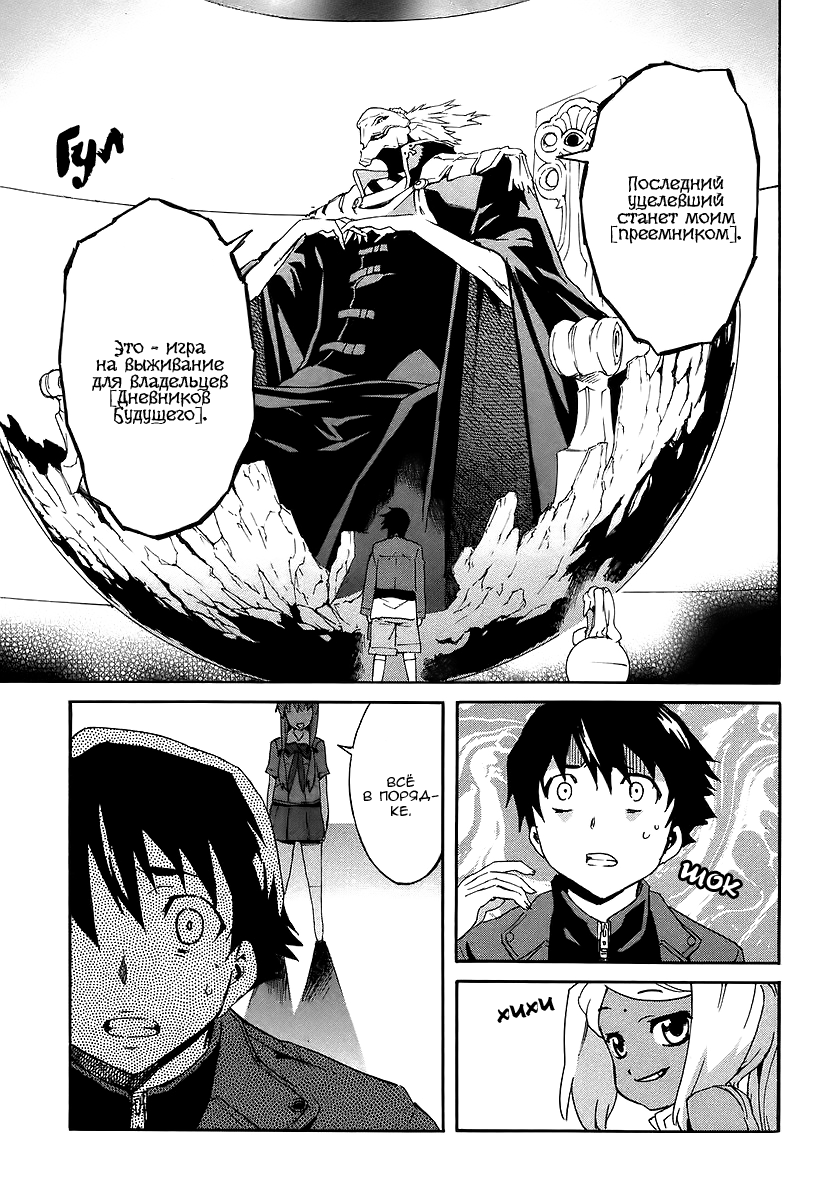 Гул
Последний
уцелевший
станет моим
[преемником].
Это - игра
на выживание
для владельцев
[Дневников
Будущего].
шок
хихи
всё
в поряд-
ке.